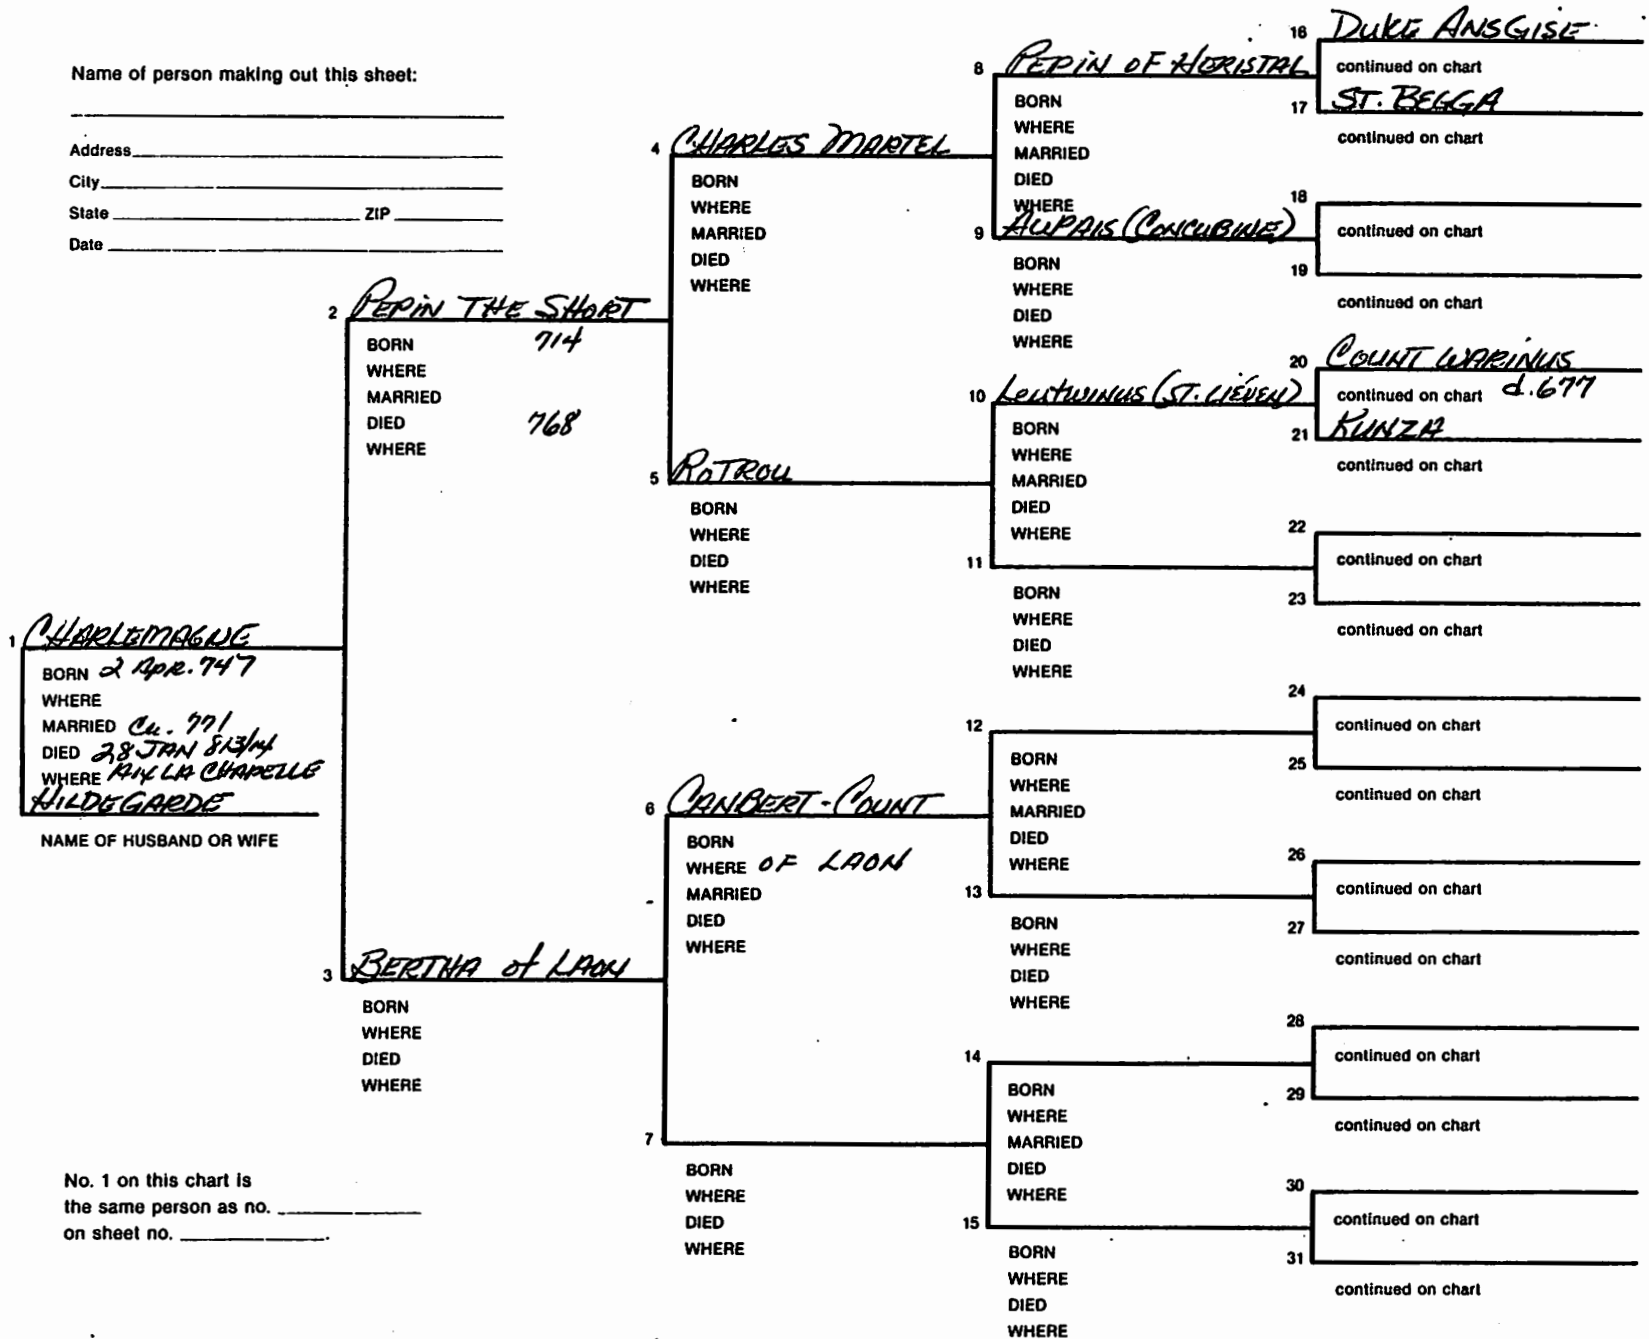 Name of person making out this sheet:
Address
City
State ZIP
Date
1 CHARLEMAGNE
BORN 2 Apr. 747
WHERE
MARRIED Ca. 771
DIED 28 JAN 813/14
WHERE AIX LA CHAPELLE
HILDEGARDE
NAME OF HUSBAND OR WIFE
No. 1 on this chart is
the same person as no.
on sheet no.
2 PEPIN THE SHORT
BORN 714
WHERE
MARRIED
DIED 768
WHERE
3 BERTHA of LAON
BORN
WHERE
DIED
WHERE
4 CHARLES MARTEL
BORN
WHERE
MARRIED
DIED
WHERE
5 ROTROU
BORN
WHERE
DIED
WHERE
6 CANBERT-COUNT
BORN
WHERE OF LAON
MARRIED
DIED
WHERE
7
BORN
WHERE
DIED
WHERE
8 PEPIN OF HERISTAL
BORN
WHERE
MARRIED
DIED
WHERE
9 ALPAIS (CONCUBINE)
BORN
WHERE
DIED
WHERE
10 LEUTWINUS (ST. LIÉVEN)
BORN
WHERE
MARRIED
DIED
WHERE
11
BORN
WHERE
DIED
WHERE
12
BORN
WHERE
MARRIED
DIED
WHERE
13
BORN
WHERE
DIED
WHERE
14
BORN
WHERE
MARRIED
DIED
WHERE
15
BORN
WHERE
DIED
WHERE
16 DUKE ANSGISE
continued on chart
17 ST. BEGGA
continued on chart
18
continued on chart
19
continued on chart
20 COUNT WARINUS
continued on chart d.677
21 KUNZA
continued on chart
22
continued on chart
23
continued on chart
24
continued on chart
25
continued on chart
26
continued on chart
27
continued on chart
28
continued on chart
29
continued on chart
30
continued on chart
31
continued on chart